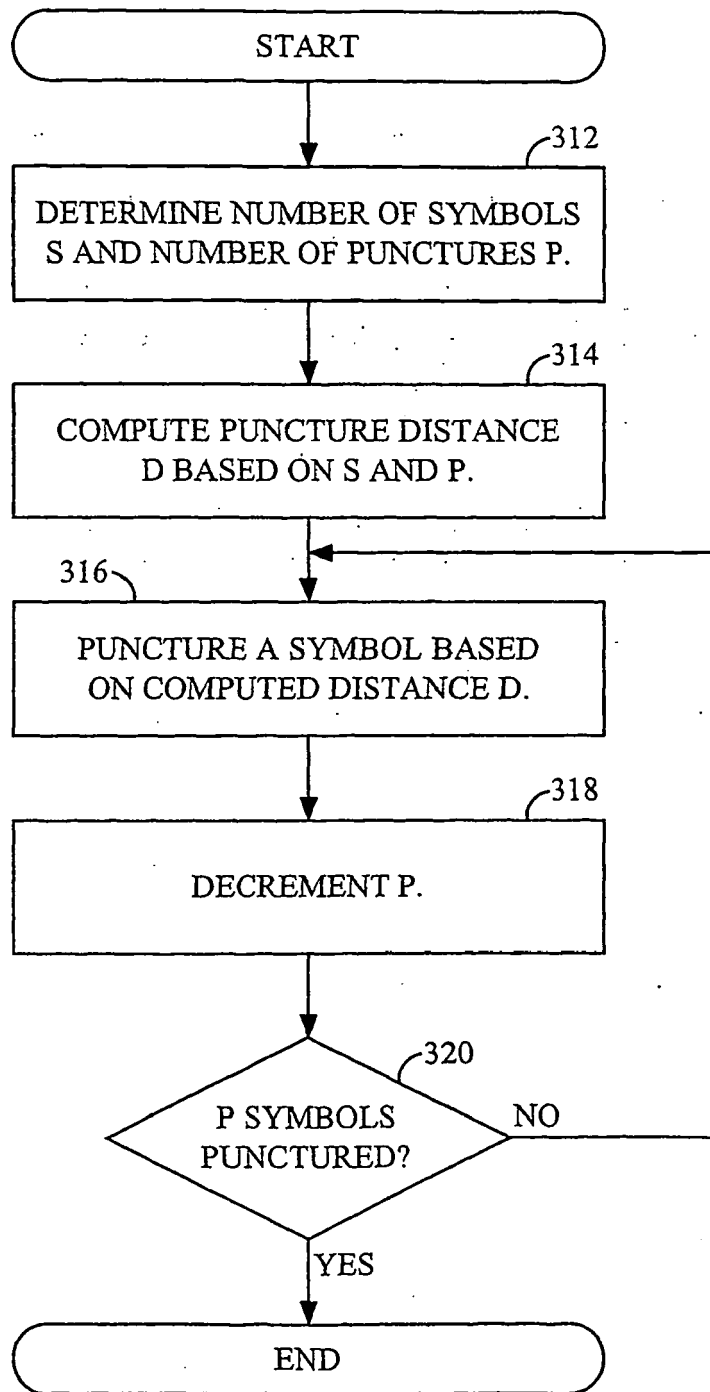 START
312
DETERMINE NUMBER OF SYMBOLS
S AND NUMBER OF PUNCTURES P.
314
COMPUTE PUNCTURE DISTANCE
D BASED ON S AND P.
316
PUNCTURE A SYMBOL BASED
ON COMPUTED DISTANCE D.
318
DECREMENT P.
320
P SYMBOLS
PUNCTURED?
NO
YES
END